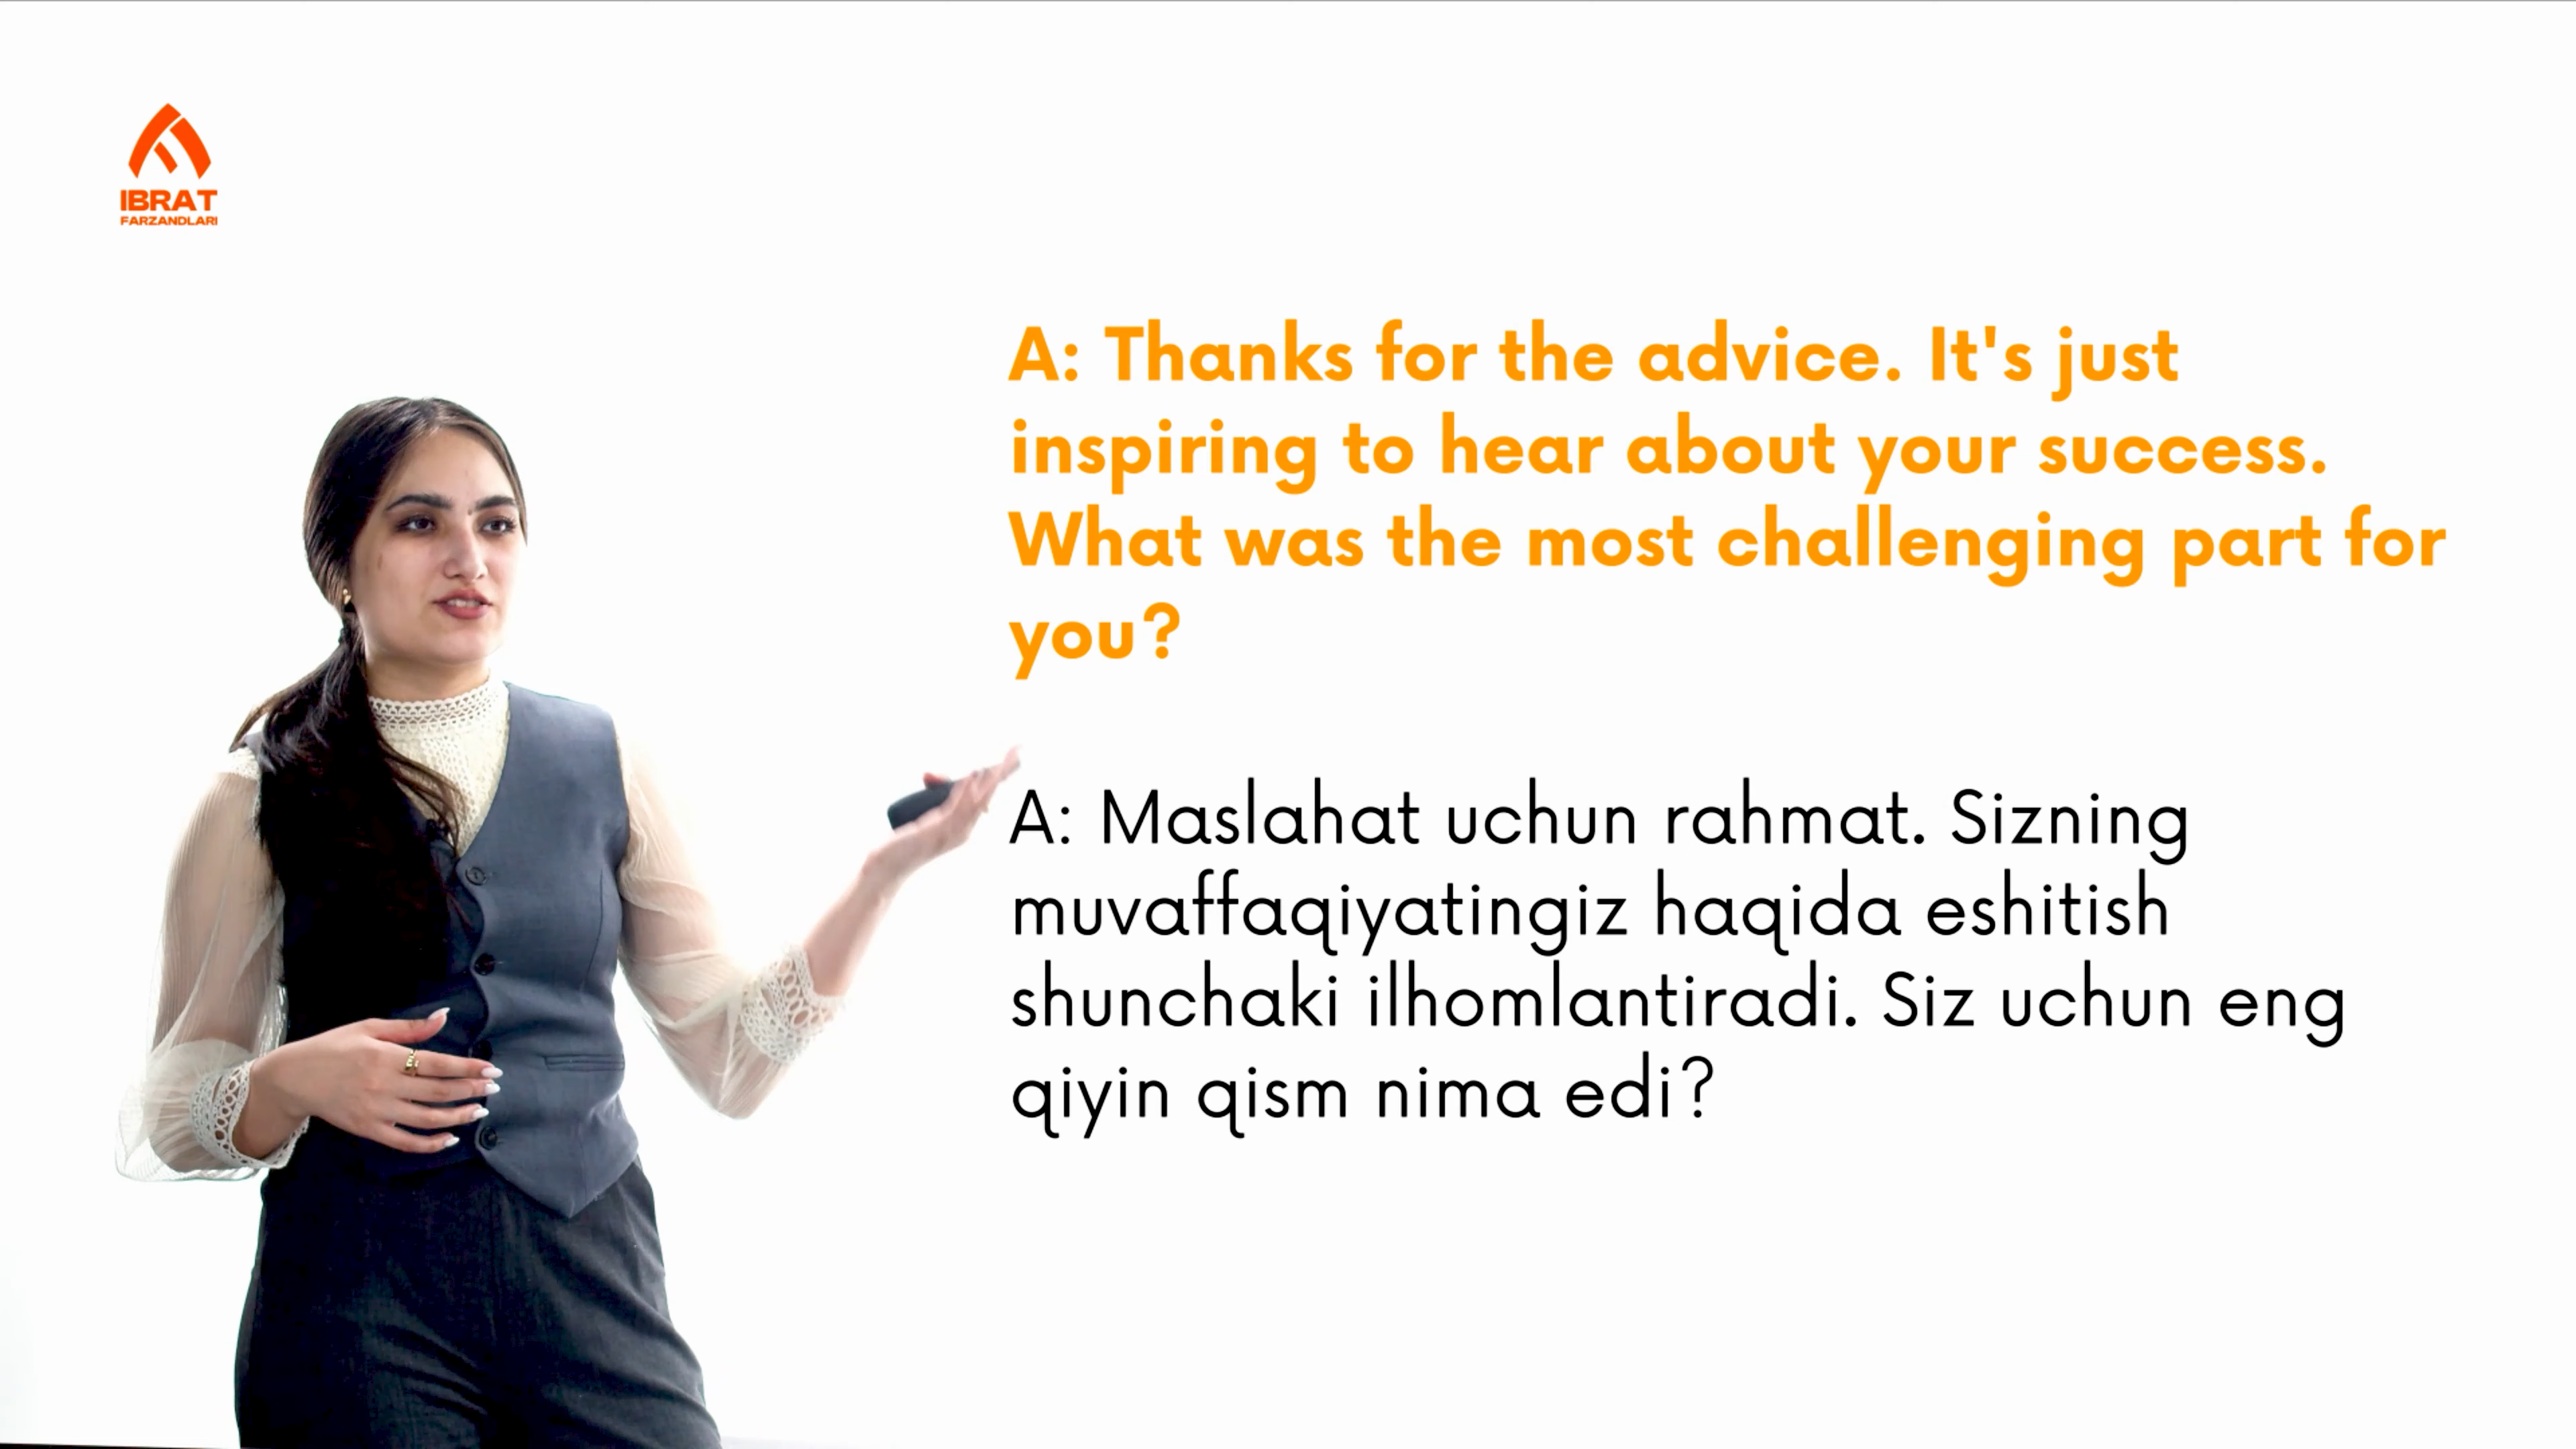 IBRAT
FARZANDLARI
A: Thanks for the advice. It's just
inspiring to hear about your success.
What was the most challenging part for
you?
A: Maslahat uchun rahmat. Sizning
muvaffaqiyatingiz haqida eshitish
shunchaki ilhomlantiradi. Siz uchun eng
qiyin qism nima edi?